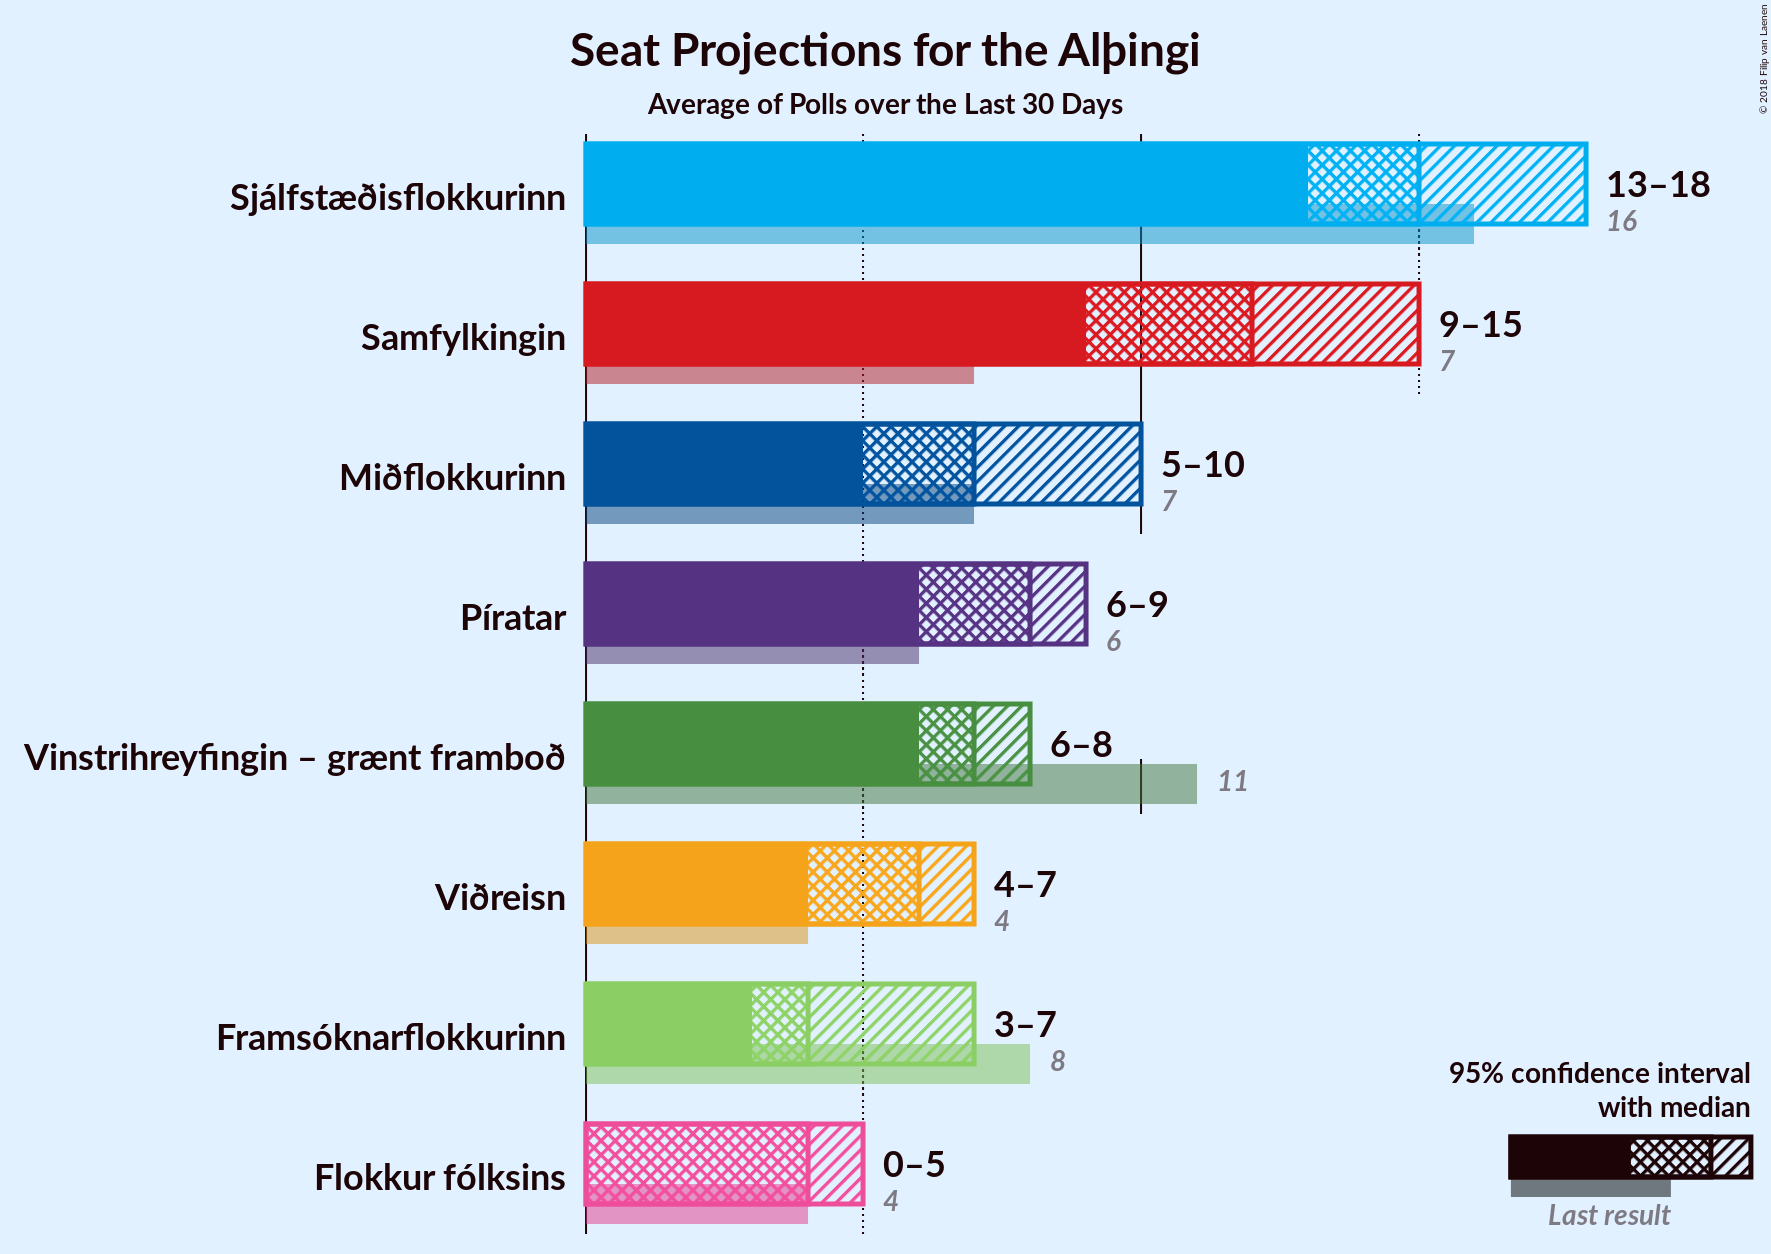 Seat Projections for the Alþingi
Average of Polls over the Last 30 Days
© 2018 Filip van Laenen
Sjálfstæðisflokkurinn
13–18
16
Samfylkingin
9–15
7
Miðflokkurinn
5–10
7
Píratar
6–9
6
Vinstrihreyfingin – grænt framboð
6–8
11
Viðreisn
4–7
4
Framsóknarflokkurinn
3–7
8
Flokkur fólksins
0–5
4
95% confidence interval
with median
Last result